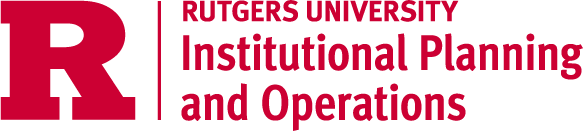 R
RUTGERS UNIVERSITY
Institutional Planning
and Operations